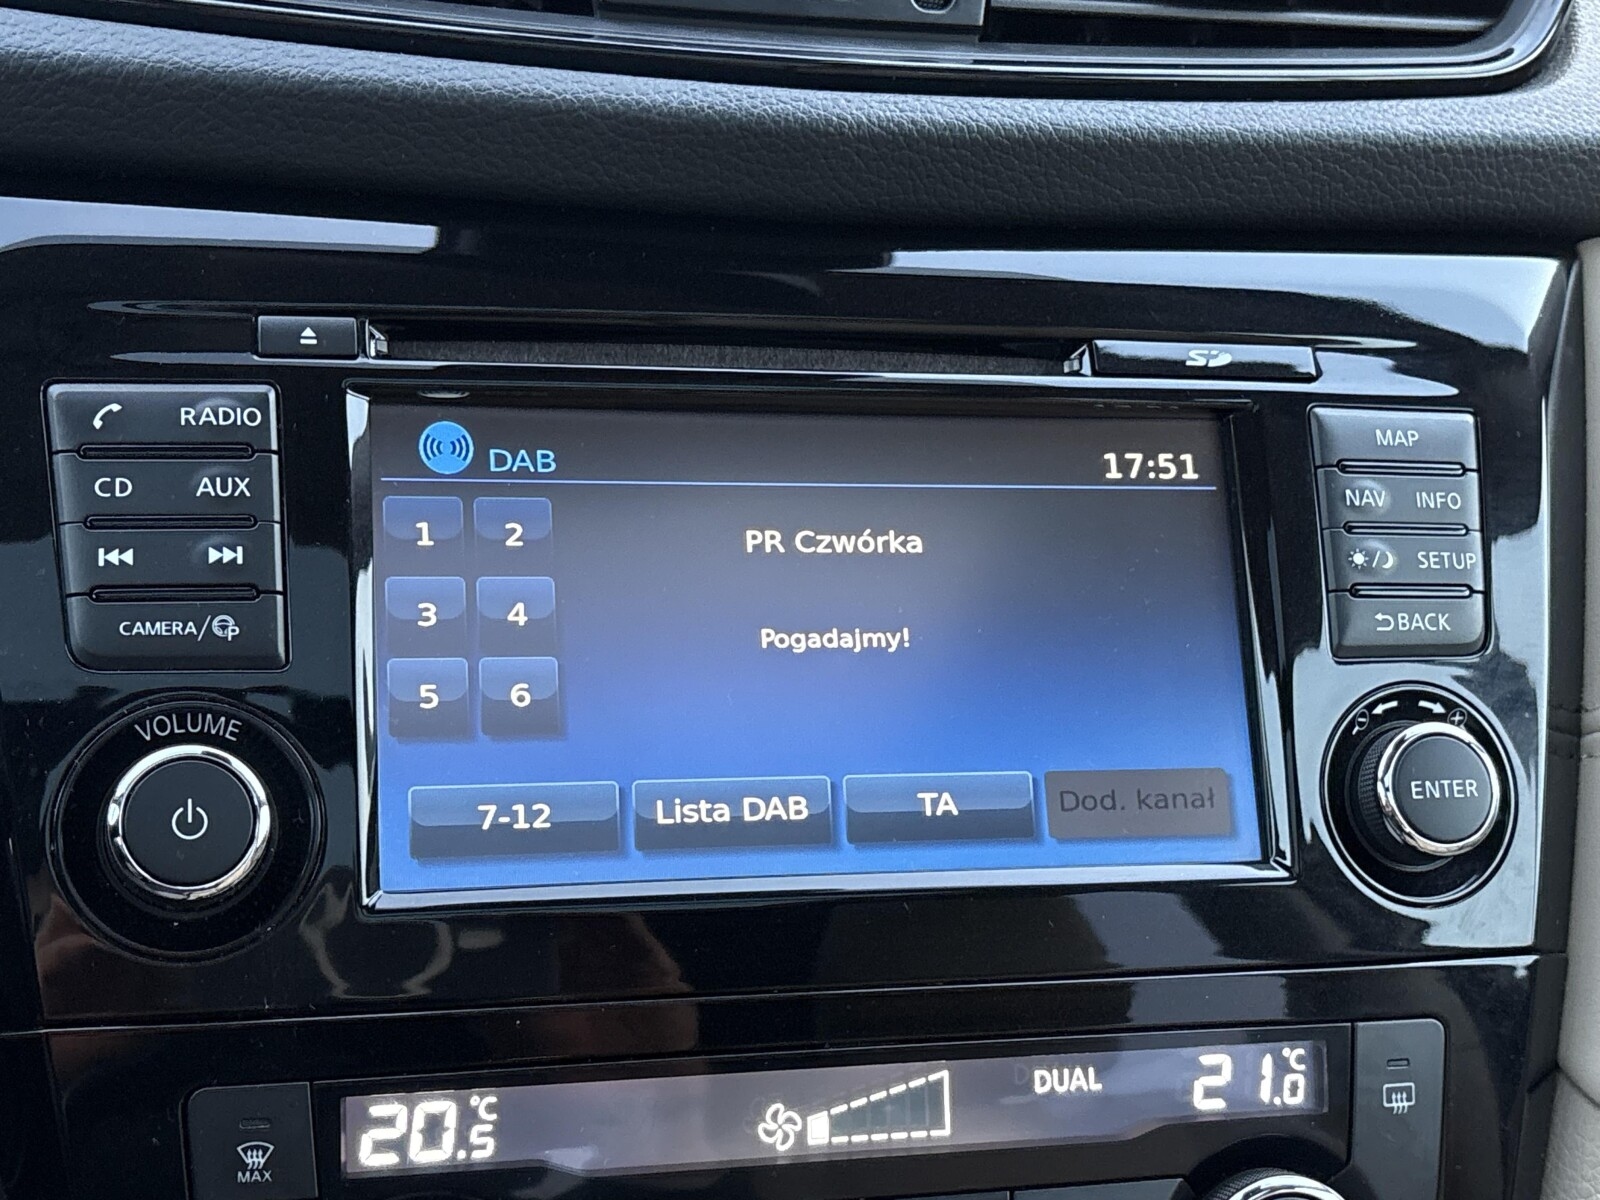 SD
RADIO
CD AUX
CAMERA/P
VOLUME
DAB 17:51
1 2
PR Czwórka
3 4
Pogadajmy!
5 6
7-12 Lista DAB TA Dod. kanał
MAP
NAV INFO
SETUP
BACK
ENTER
20.5 °C
DUAL
21.0 °C
MAX